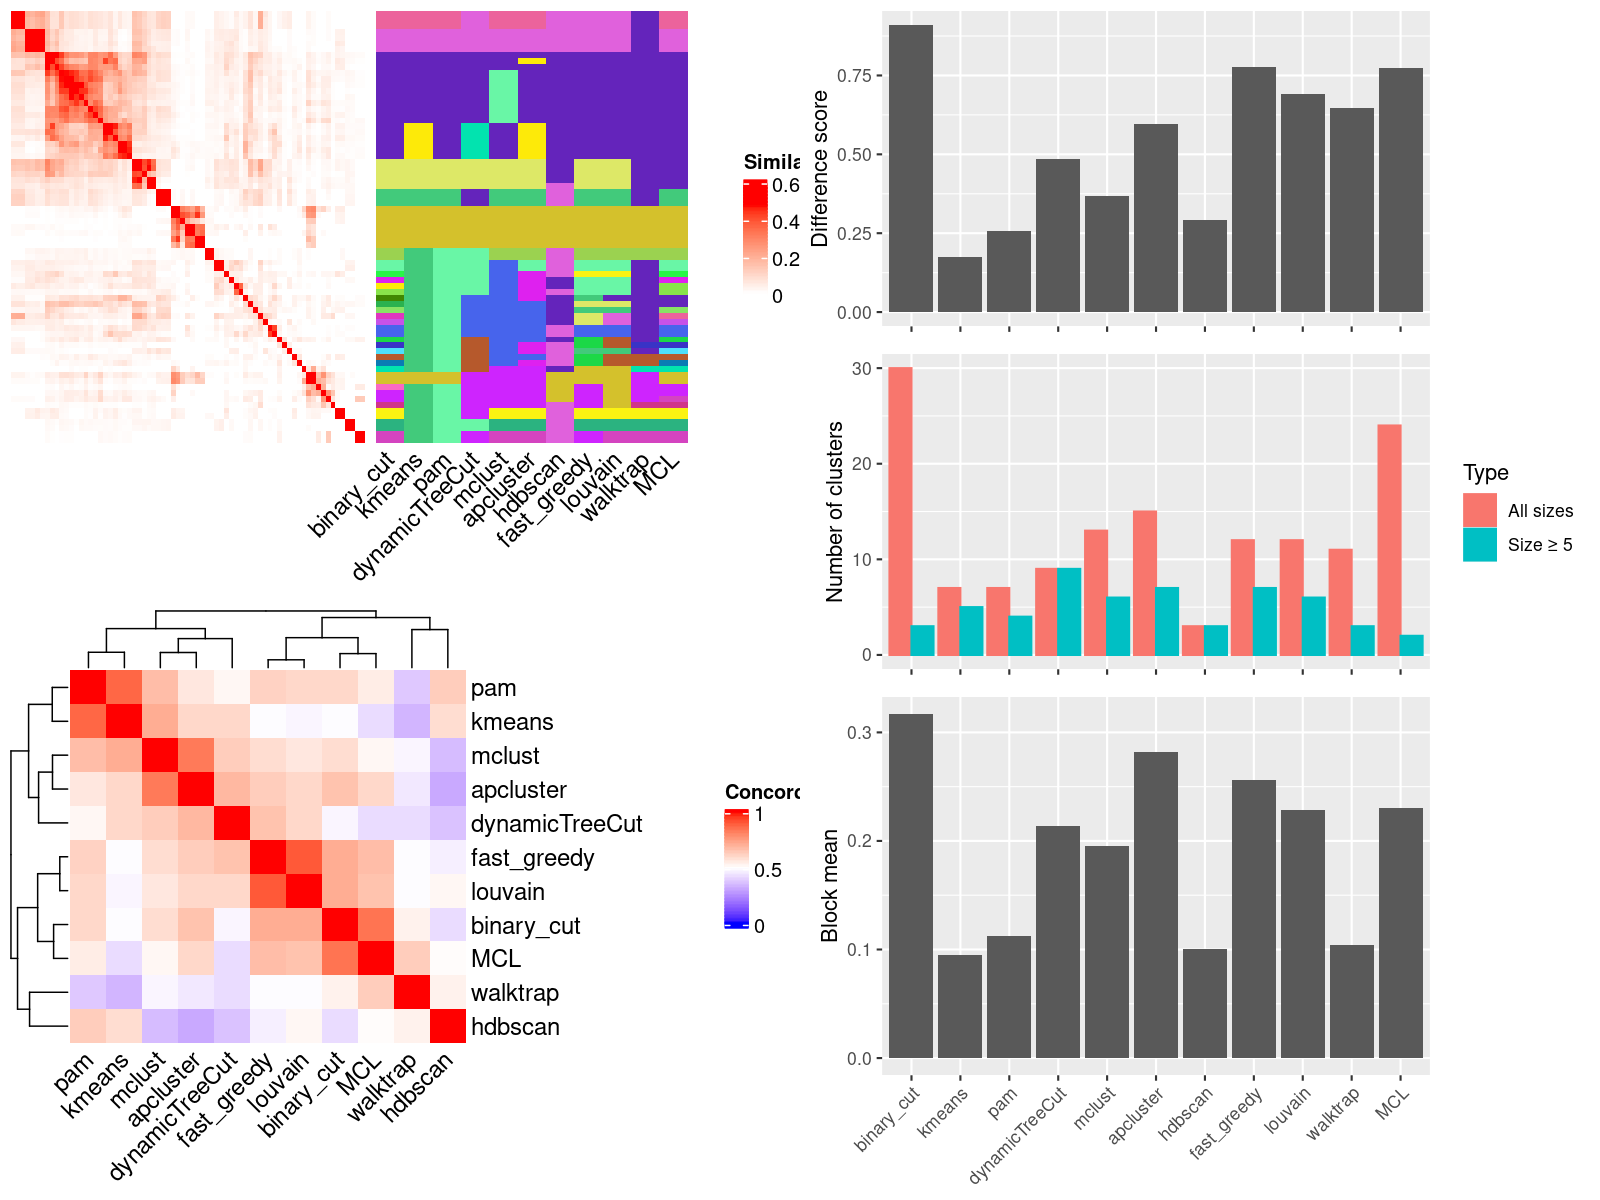 Simila
0.6
0.4
0.2
0
binary_cut
kmeans
pam
dynamicTreeCut
mclust
apcluster
hdbscan
fast_greedy
louvain
walktrap
MCL
pam
kmeans
mclust
apcluster
dynamicTreeCut
fast_greedy
louvain
binary_cut
MCL
walktrap
hdbscan
pam
kmeans
mclust
apcluster
dynamicTreeCut
fast_greedy
louvain
binary_cut
MCL
walktrap
hdbscan
Concord
1
0.5
0
Difference score
0.75
0.50
0.25
0.00
Number of clusters
30
20
10
0
Type
All sizes
Size ≥ 5
Block mean
0.3
0.2
0.1
0.0
binary_cut
kmeans
pam
dynamicTreeCut
mclust
apcluster
hdbscan
fast_greedy
louvain
walktrap
MCL